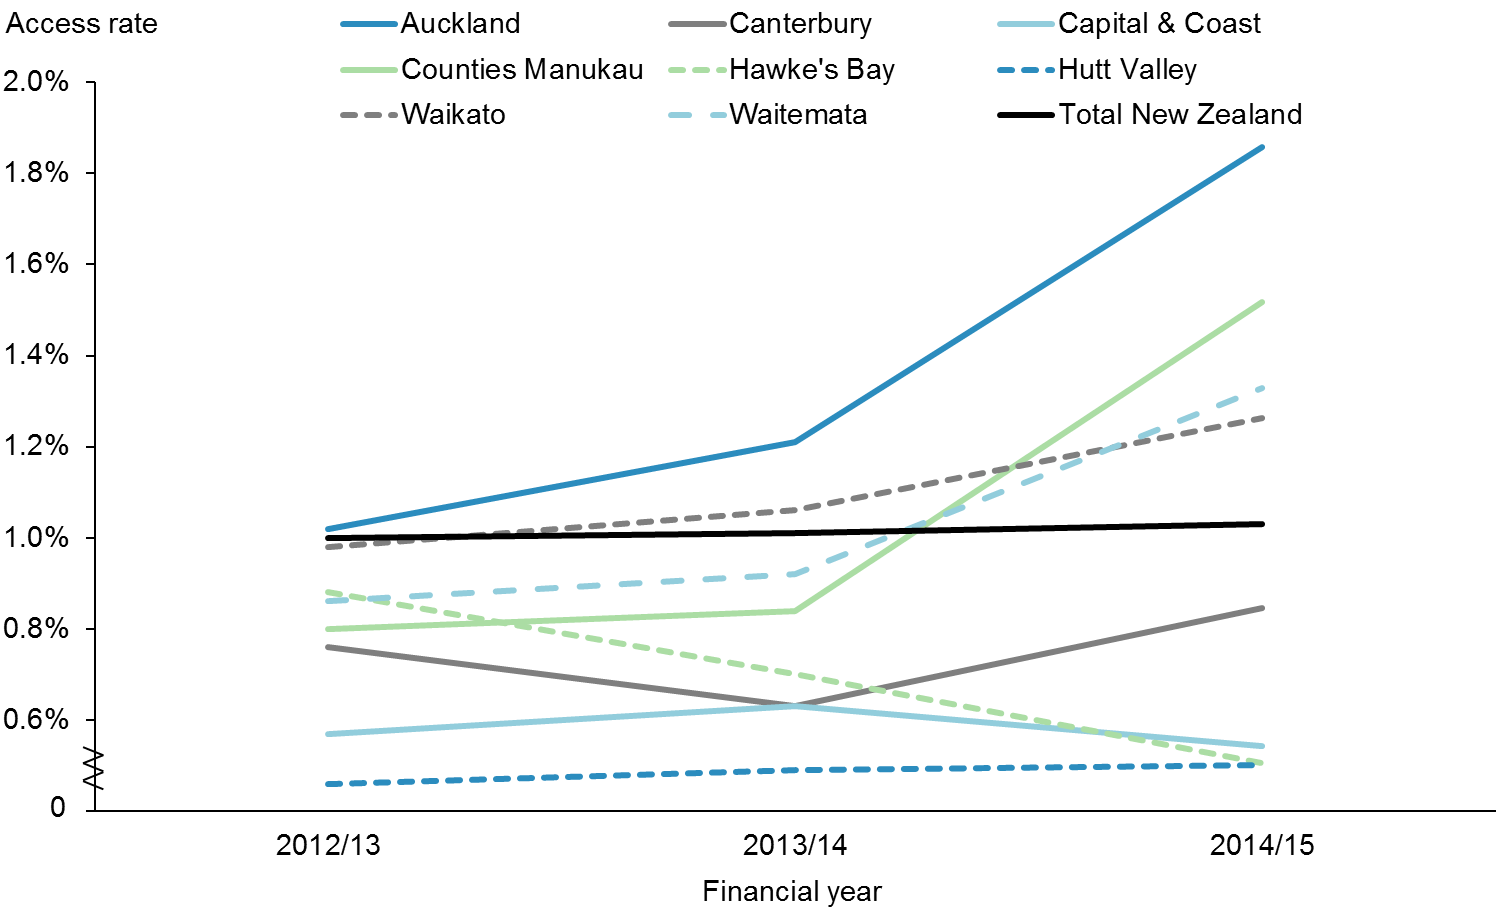 Access rate
Auckland
Canterbury
Capital & Coast
Counties Manukau
Hawke's Bay
Hutt Valley
Waikato
Waitemata
Total New Zealand
2.0%
1.8%
1.6%
1.4%
1.2%
1.0%
0.8%
0.6%
0
2012/13
2013/14
2014/15
Financial year